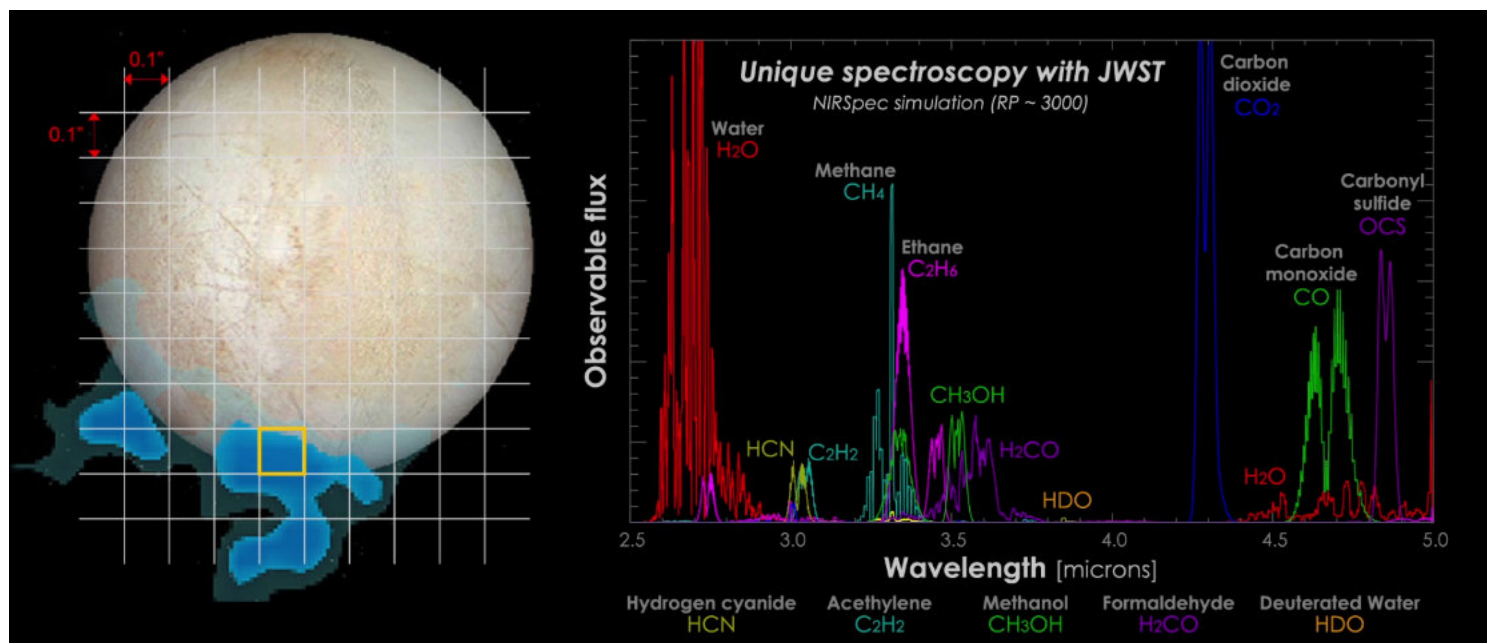 0.1"
0.1"
Unique spectroscopy with JWST
NIRSpec simulation (RP ~ 3000)
Water
H2O
Methane
CH4
Ethane
C2H6
Carbon
dioxide
CO2
Carbonyl
sulfide
OCS
Carbon
monoxide
CO
CH3OH
HCN
C2H2
H2CO
HDO
H2O
Observable flux
2.5 3.0 3.5 4.0 4.5 5.0
Wavelength [microns]
Hydrogen cyanide Acethylene Methanol Formaldehyde Deuterated Water
HCN C2H2 CH3OH H2CO HDO